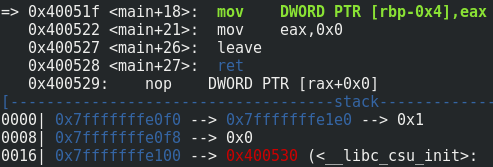 => 0x40051f <main+18>: mov DWORD PTR [rbp-0x4],eax
0x400522 <main+21>: mov eax,0x0
0x400527 <main+26>: leave
0x400528 <main+27>: ret
0x400529: nop DWORD PTR [rax+0x0]
[------------------------------------stack-------------
0000| 0x7fffffffe0f0 --> 0x7fffffffe1e0 --> 0x1
0008| 0x7fffffffe0f8 --> 0x0
0016| 0x7fffffffe100 --> 0x400530 (<__libc_csu_init>: